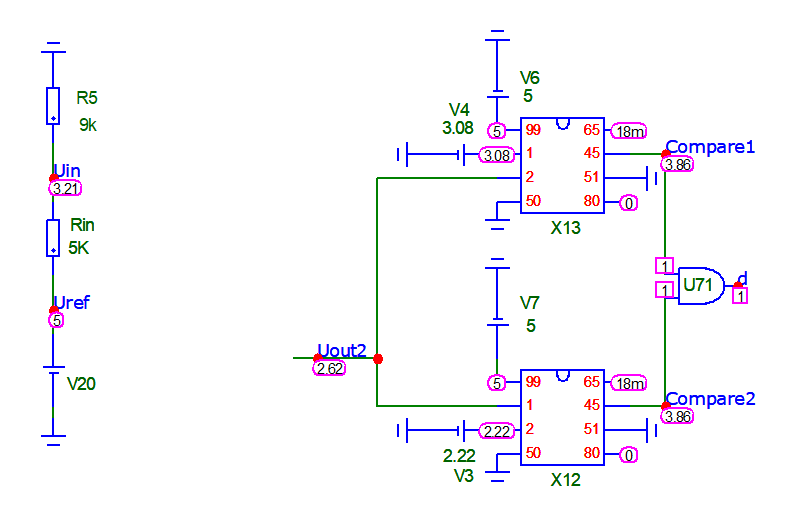 R5
9k
Uin
3.21
Rin
5K
Uref
5
V20
V6
5
V4
3.08
5
3.08
99
1
2
50
65
45
51
80
18m
0
X13
Compare1
3.86
1
1
U71
d
1
V7
5
Uout2
2.62
5
99
1
2
50
65
45
51
80
18m
0
2.22
2.22
V3
X12
Compare2
3.86